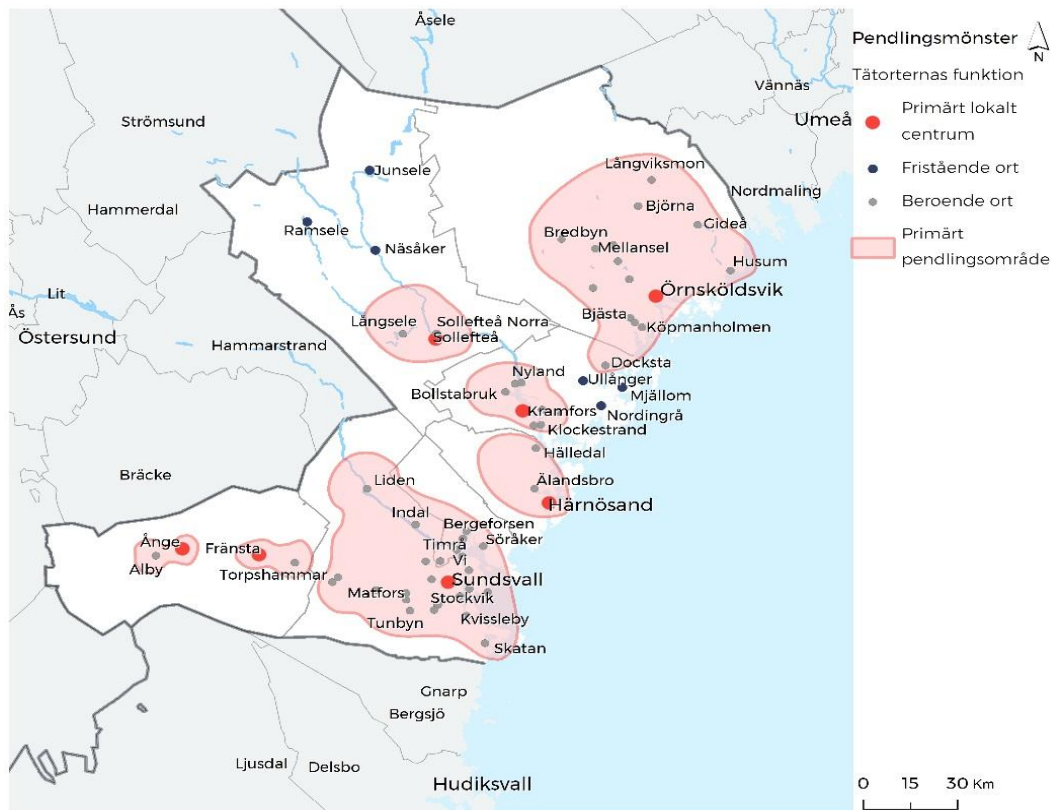 Åsele
Pendlingsmönster
N
Tätorternas funktion
Primärt lokalt
centrum
Fristående ort
Beroende ort
Primärt
pendlingsområde
Vännäs
Umeå
Strömsund
Junsele
Långviksmon
Nordmaling
Hammerdal
Björna
Ramsele
Gideå
Bredbyn
Mellansel
Näsåker
Husum
Lit
Örnsköldsvik
Ås
Långsele
Sollefteå Norra
Bjästa
Köpmanholmen
Östersund
Sollefteå
Hammarstrand
Docksta
Nyland
Ullånger
Bollstabruk
Mjällom
Kramfors
Nordingrå
Klockestrand
Hälledal
Bräcke
Liden
Älandsbro
Härnösand
Indal
Bergeforsen
Söråker
Ånge
Fränsta
Timrå
Vi
Alby
Torpshammar
Sundsvall
Matfors
Stockvik
Tunbyn
Kvissleby
Skatan
Gnarp
Bergsjö
Ljusdal
Delsbo
Hudiksvall
0 15 30 Km